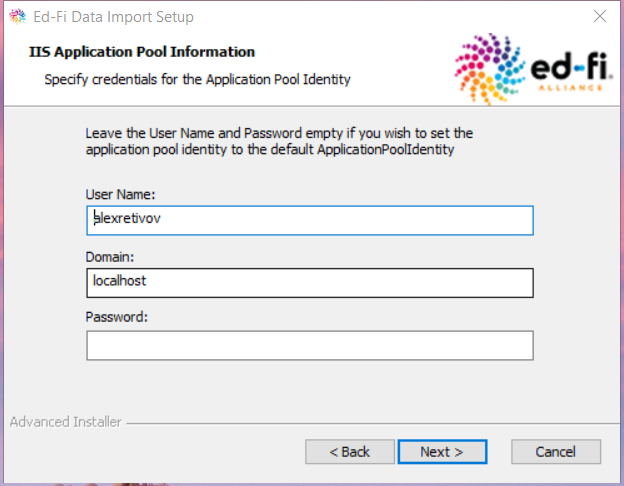 Ed-Fi Data Import Setup
IIS Application Pool Information
Specify credentials for the Application Pool Identity
ed-fi.
ALLIANCE
Leave the User Name and Password empty if you wish to set the
application pool identity to the default ApplicationPoolIdentity
User Name:
alexretivov
Domain:
localhost
Password:
Advanced Installer
< Back
Next >
Cancel